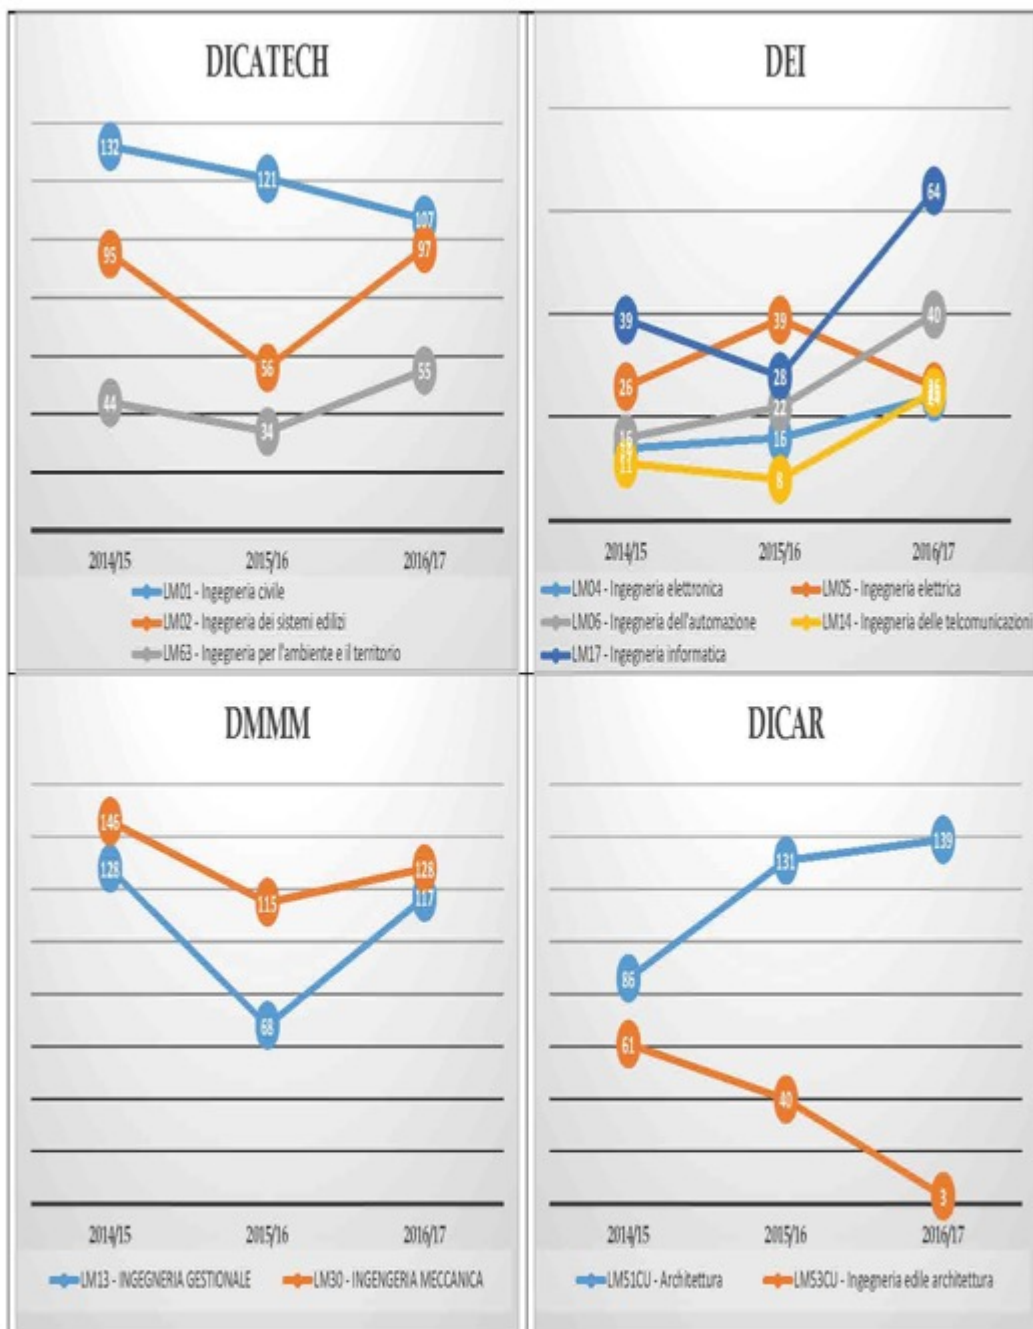 DICATECH
132
121
107
95
56
97
44
34
55
2014/15
2015/16
2016/17
LM01 - Ingegneria civile
LM02 - Ingegneria dei sistemi edilizi
LM63 - Ingegneria per l'ambiente e il territorio
DEI
64
39
39
40
26
28
22
16
16
11
8
2014/15
2015/16
2016/17
LM04 - Ingegneria elettronica
LM05 - Ingegneria elettrica
LM06 - Ingegneria dell'automazione
LM14 - Ingegneria delle telcomunicazioni
LM17 - Ingegneria informatica
DMMM
146
128
115
128
117
68
2014/15
2015/16
2016/17
LM13 - INGEGNERIA GESTIONALE
LM30 - INGENGERIA MECCANICA
DICAR
139
131
86
61
40
3
2014/15
2015/16
2016/17
LM51CU - Architettura
LM53CU - Ingegneria edile architettura